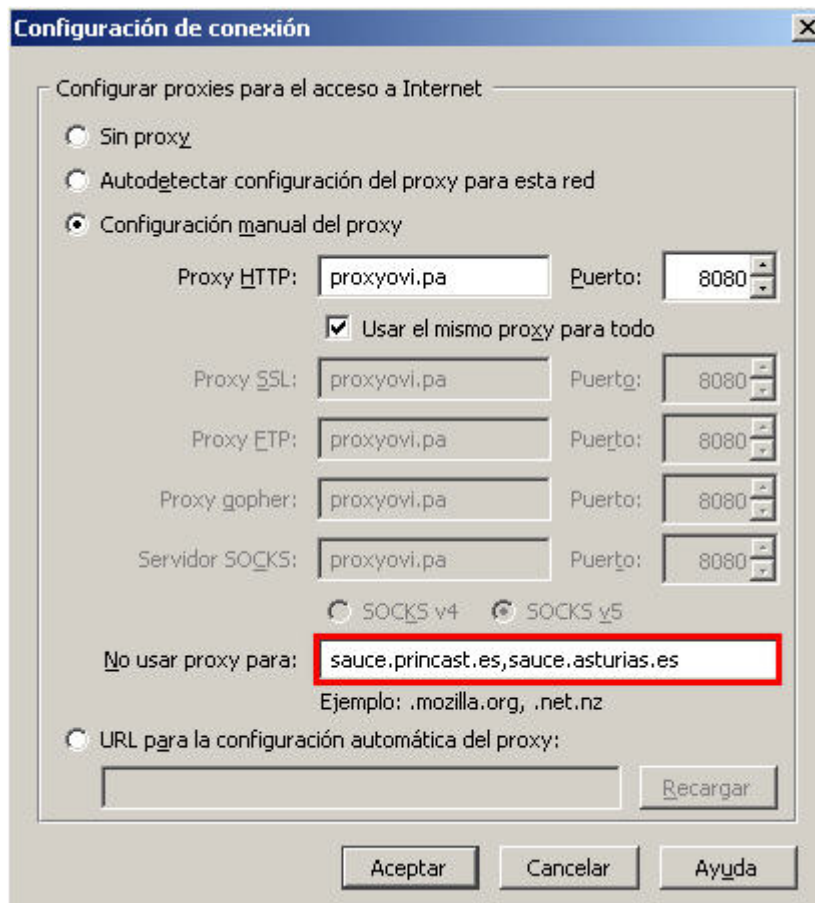 Configuración de conexión
Configurar proxies para el acceso a Internet
Sin proxy
Autodetectar configuración del proxy para esta red
Configuración manual del proxy
Proxy HTTP: proxyovi.pa Puerto: 8080
Usar el mismo proxy para todo
Proxy SSL: proxyovi.pa Puerto: 8080
Proxy FTP: proxyovi.pa Puerto: 8080
Proxy gopher: proxyovi.pa Puerto: 8080
Servidor SOCKS: proxyovi.pa Puerto: 8080
SOCKS v4 SOCKS v5
No usar proxy para: sauce.princast.es,sauce.asturias.es
Ejemplo: .mozilla.org, .net.nz
URL para la configuración automática del proxy:
Recargar
Aceptar Cancelar Ayuda